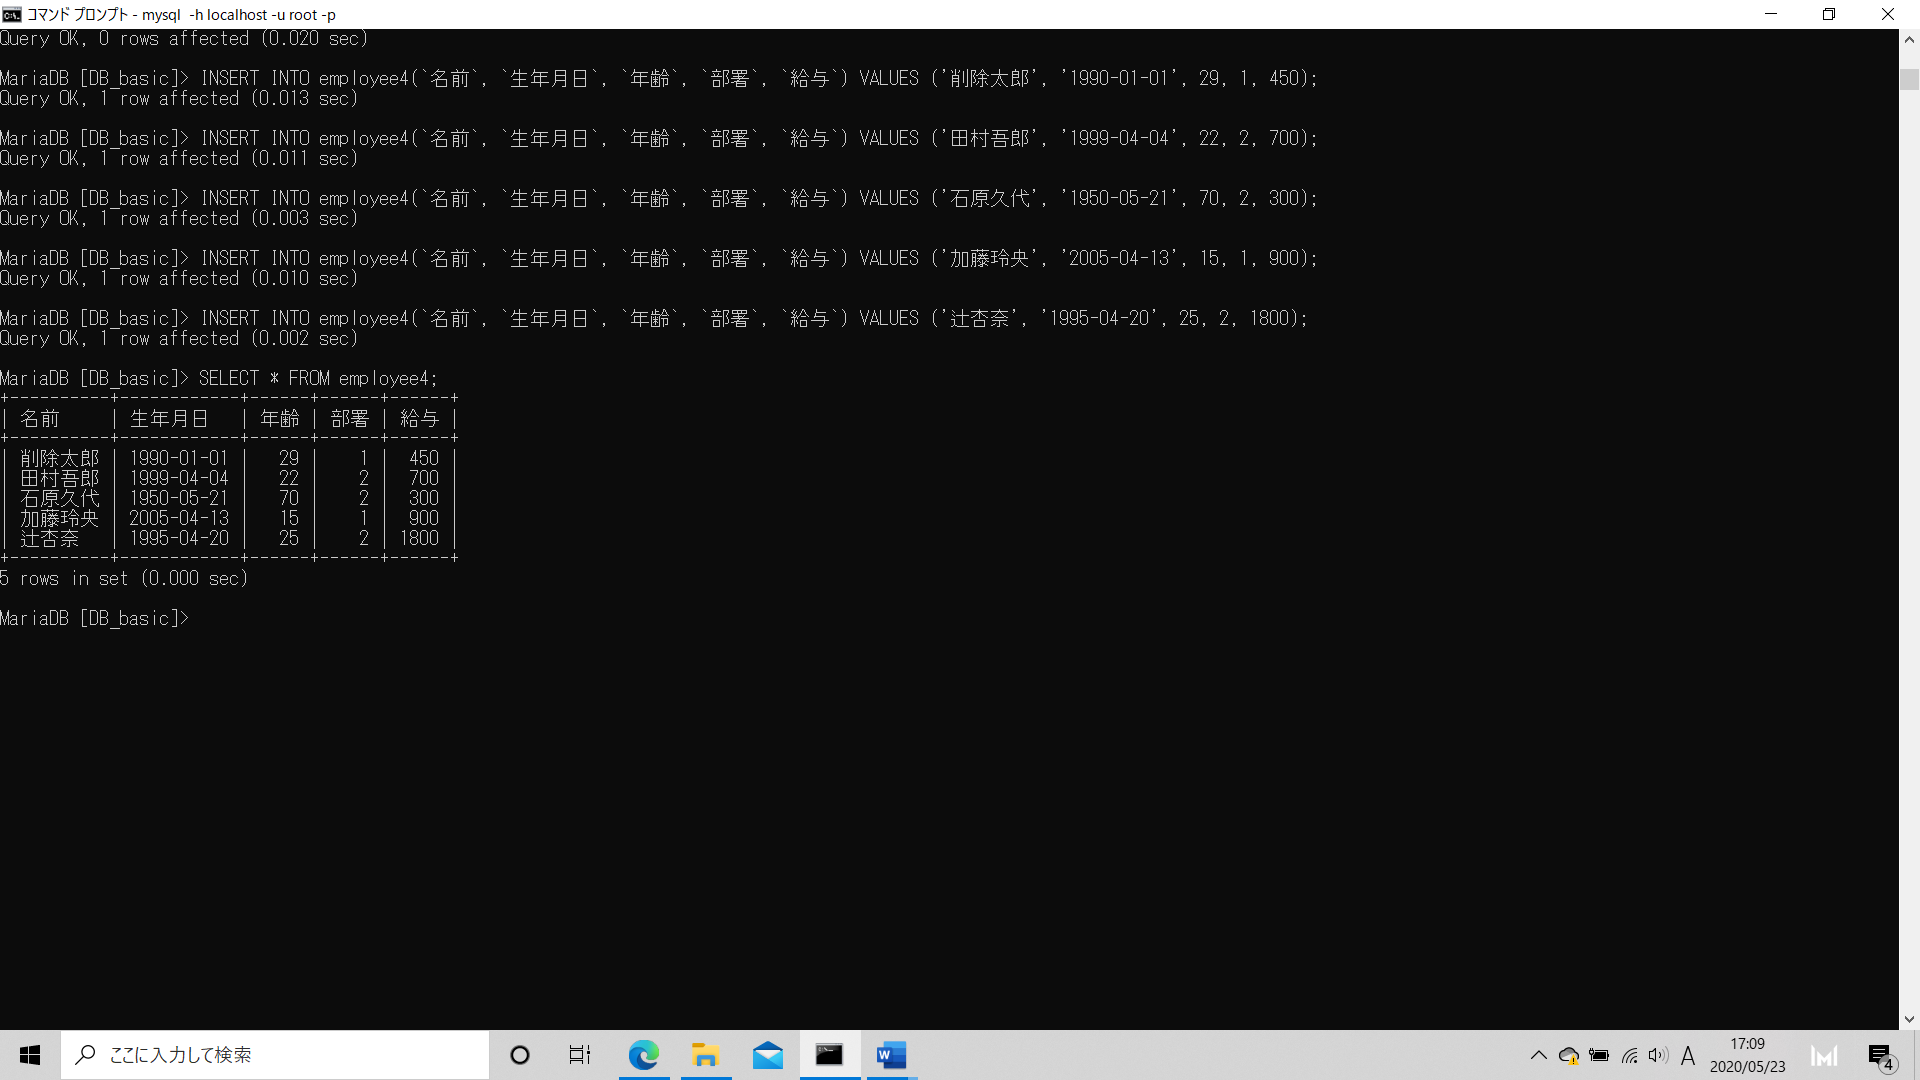 コマンド プロンプト - mysql  -h localhost -u root -p
Query OK, 0 rows affected (0.020 sec)
MariaDB [DB_basic]> INSERT INTO employee4(`名前`, `生年月日`, `年齢`, `部署`, `給与`) VALUES ('削除太郎', '1990-01-01', 29, 1, 450);
Query OK, 1 row affected (0.013 sec)
MariaDB [DB_basic]> INSERT INTO employee4(`名前`, `生年月日`, `年齢`, `部署`, `給与`) VALUES ('田村吾郎', '1999-04-04', 22, 2, 700);
Query OK, 1 row affected (0.011 sec)
MariaDB [DB_basic]> INSERT INTO employee4(`名前`, `生年月日`, `年齢`, `部署`, `給与`) VALUES ('石原久代', '1950-05-21', 70, 2, 300);
Query OK, 1 row affected (0.003 sec)
MariaDB [DB_basic]> INSERT INTO employee4(`名前`, `生年月日`, `年齢`, `部署`, `給与`) VALUES ('加藤玲央', '2005-04-13', 15, 1, 900);
Query OK, 1 row affected (0.010 sec)
MariaDB [DB_basic]> INSERT INTO employee4(`名前`, `生年月日`, `年齢`, `部署`, `給与`) VALUES ('辻杏奈', '1995-04-20', 25, 2, 1800);
Query OK, 1 row affected (0.002 sec)
MariaDB [DB_basic]> SELECT * FROM employee4;
+----------+------------+------+------+------+
| 名前     | 生年月日   | 年齢 | 部署 | 給与 |
+----------+------------+------+------+------+
| 削除太郎 | 1990-01-01 |   29 |    1 |  450 |
| 田村吾郎 | 1999-04-04 |   22 |    2 |  700 |
| 石原久代 | 1950-05-21 |   70 |    2 |  300 |
| 加藤玲央 | 2005-04-13 |   15 |    1 |  900 |
| 辻杏奈   | 1995-04-20 |   25 |    2 | 1800 |
+----------+------------+------+------+------+
5 rows in set (0.000 sec)
MariaDB [DB_basic]>
ここに入力して検索
A
17:09
2020/05/23
4